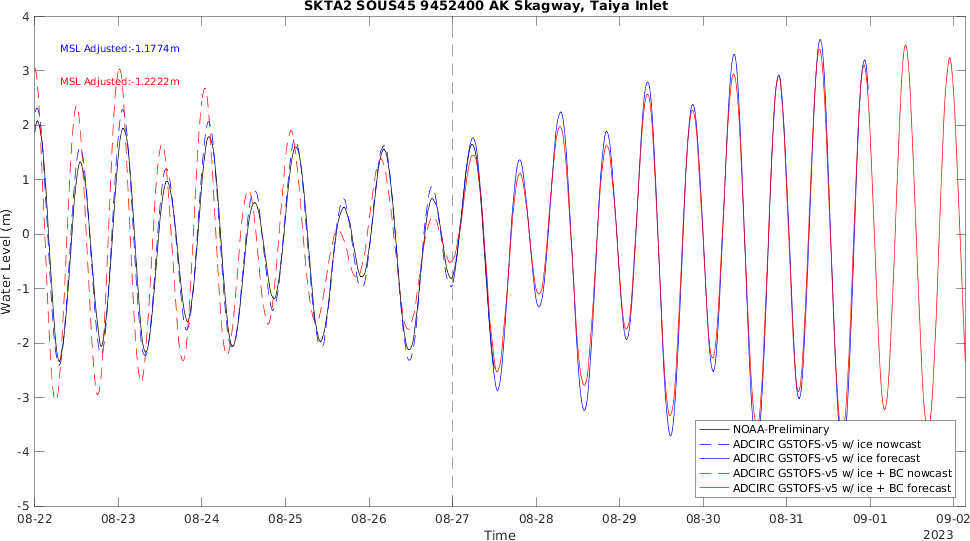 SKTA2 SOUS45 9452400 AK Skagway, Taiya Inlet
MSL Adjusted:-1.1774m
MSL Adjusted:-1.2222m
Water Level (m)
4
3
2
1
0
-1
-2
-3
-4
-5
NOAA-Preliminary
ADCIRC GSTOFS-v5 w/ ice nowcast
ADCIRC GSTOFS-v5 w/ ice forecast
ADCIRC GSTOFS-v5 w/ ice + BC nowcast
ADCIRC GSTOFS-v5 w/ ice + BC forecast
08-22 08-23 08-24 08-25 08-26 08-27 08-28 08-29 08-30 08-31 09-01 09-02
Time
2023